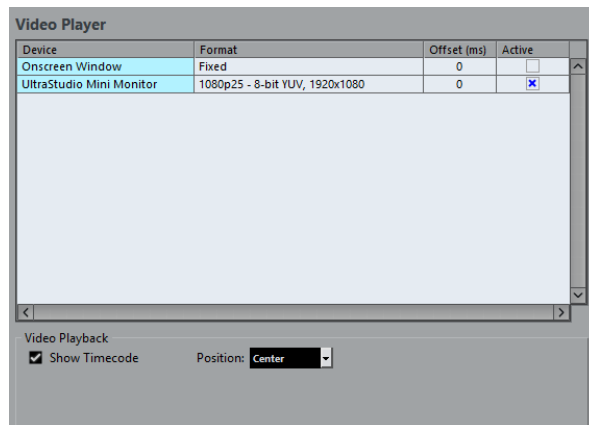 Video Player
Device Format Offset (ms) Active
Onscreen Window Fixed 0
UltraStudio Mini Monitor 1080p25 - 8-bit YUV, 1920x1080 0
Video Playback
Show Timecode Position: Center